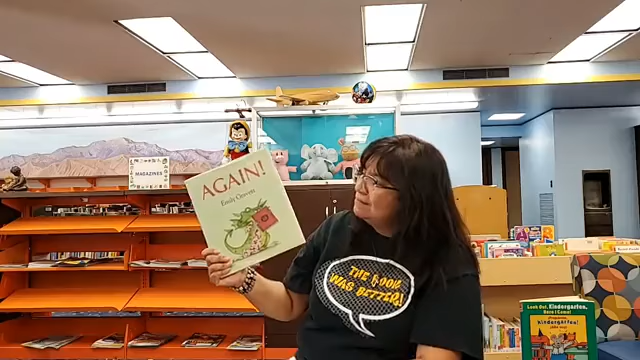 MAGAZINES
AGAIN!
Emily Gravett
THE BOOK
WAS BETTER!
Look Out, Kindergarten,
Here I Come!